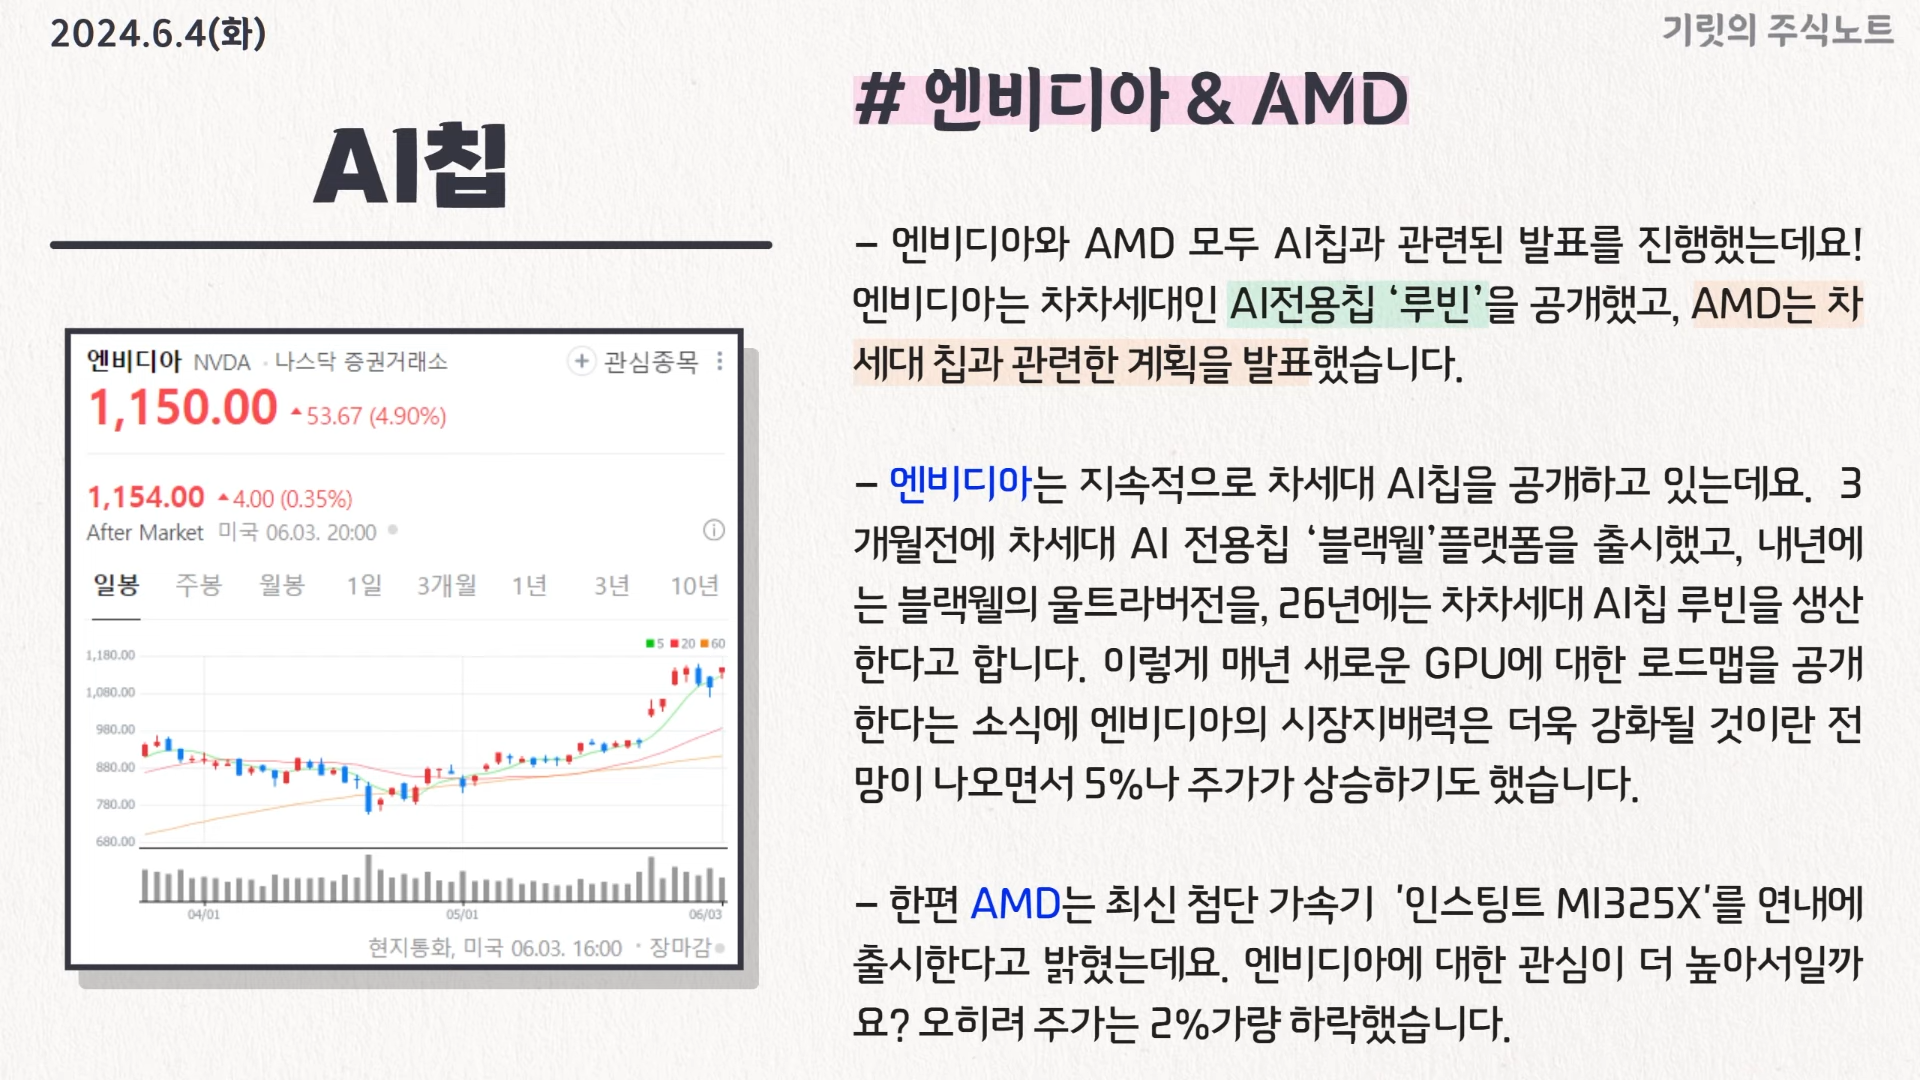 2024.6.4(화)
기릿의 주식노트
AI칩
엔비디아 NVDA · 나스닥 증권거래소
+ 관심종목
1,150.00 ▲53.67 (4.90%)
1,154.00 ▲4.00 (0.35%)
After Market 미국 06.03. 20:00
일봉 주봉 월봉 1일 3개월 1년 3년 10년
5 20 60
1,180.00
1,080.00
980.00
880.00
780.00
680.00
04/01 05/01 06/03
현지통화, 미국 06.03. 16:00 · 장마감
# 엔비디아 & AMD
– 엔비디아와 AMD 모두 AI칩과 관련된 발표를 진행했는데요!
엔비디아는 차차세대인 AI전용칩 ‘루빈’을 공개했고, AMD는 차
세대 칩과 관련한 계획을 발표했습니다.
– 엔비디아는 지속적으로 차세대 AI칩을 공개하고 있는데요. 3
개월전에 차세대 AI 전용칩 ‘블랙웰’플랫폼을 출시했고, 내년에
는 블랙웰의 울트라버전을, 26년에는 차차세대 AI칩 루빈을 생산
한다고 합니다. 이렇게 매년 새로운 GPU에 대한 로드맵을 공개
한다는 소식에 엔비디아의 시장지배력은 더욱 강화될 것이란 전
망이 나오면서 5%나 주가가 상승하기도 했습니다.
– 한편 AMD는 최신 첨단 가속기 '인스팅트 MI325X'를 연내에
출시한다고 밝혔는데요. 엔비디아에 대한 관심이 더 높아서일까
요? 오히려 주가는 2%가량 하락했습니다.